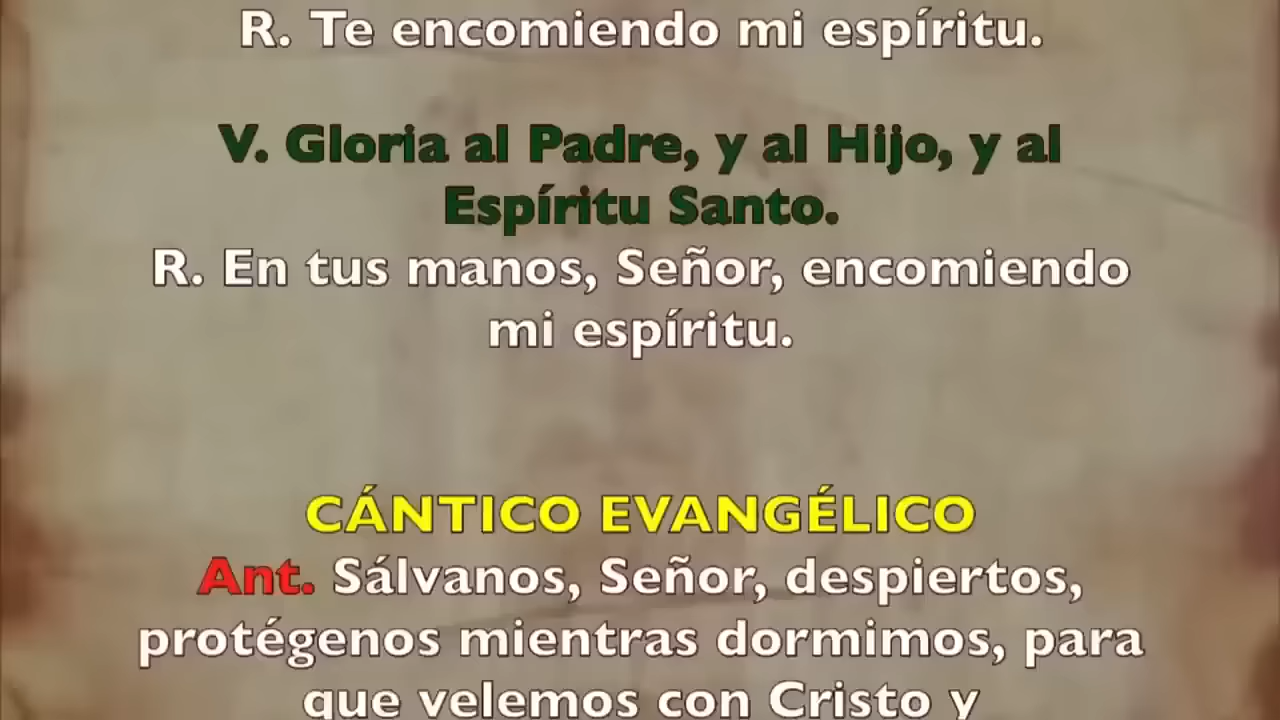 R. Te encomiendo mi espíritu.
V. Gloria al Padre, y al Hijo, y al
Espíritu Santo.
R. En tus manos, Señor, encomiendo
mi espíritu.
CÁNTICO EVANGÉLICO
Ant. Sálvanos, Señor, despiertos,
protégenos mientras dormimos, para
que velemos con Cristo y